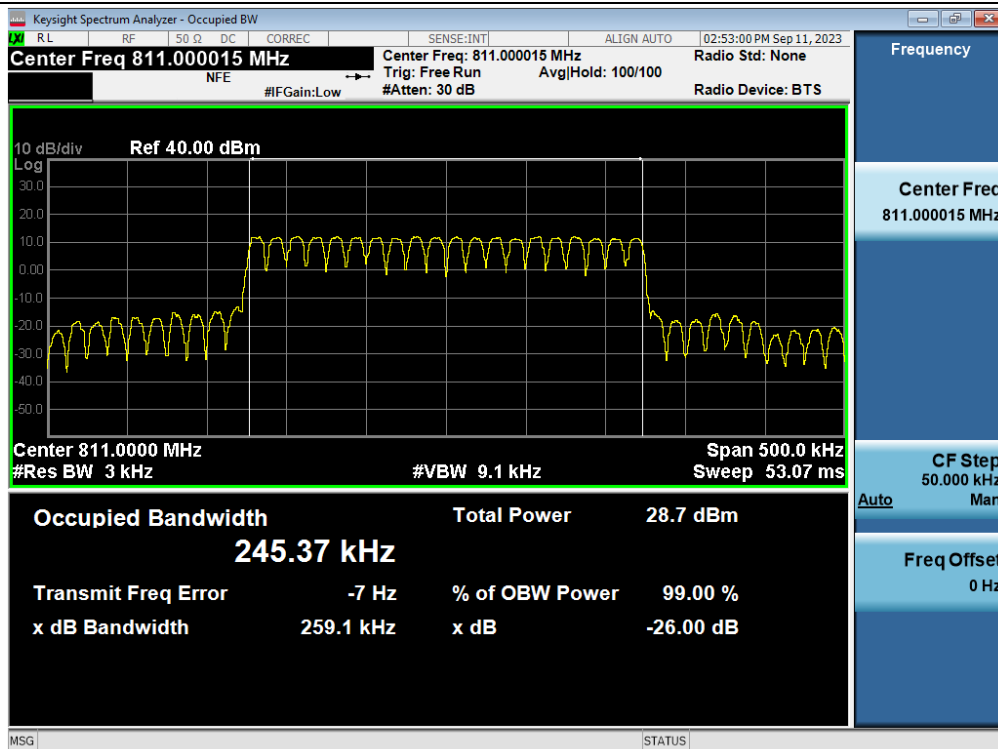 Keysight Spectrum Analyzer - Occupied BW
LXI RL RF 50 Ω DC CORREC SENSE:INT ALIGN AUTO 02:53:00 PM Sep 11, 2023
Center Freq 811.000015 MHz Center Freq: 811.000015 MHz Radio Std: None
NFE Trig: Free Run Avg|Hold: 100/100
#IFGain:Low #Atten: 30 dB Radio Device: BTS
10 dB/div Ref 40.00 dBm
Log
30.0
20.0
10.0
0.00
-10.0
-20.0
-30.0
-40.0
-50.0
Center 811.0000 MHz Span 500.0 kHz
#Res BW 3 kHz #VBW 9.1 kHz Sweep 53.07 ms
Occupied Bandwidth Total Power 28.7 dBm
245.37 kHz
Transmit Freq Error -7 Hz % of OBW Power 99.00 %
x dB Bandwidth 259.1 kHz x dB -26.00 dB
MSG STATUS
Frequency
Center Freq
811.000015 MHz
CF Step
50.000 kHz
Auto Man
Freq Offset
0 Hz